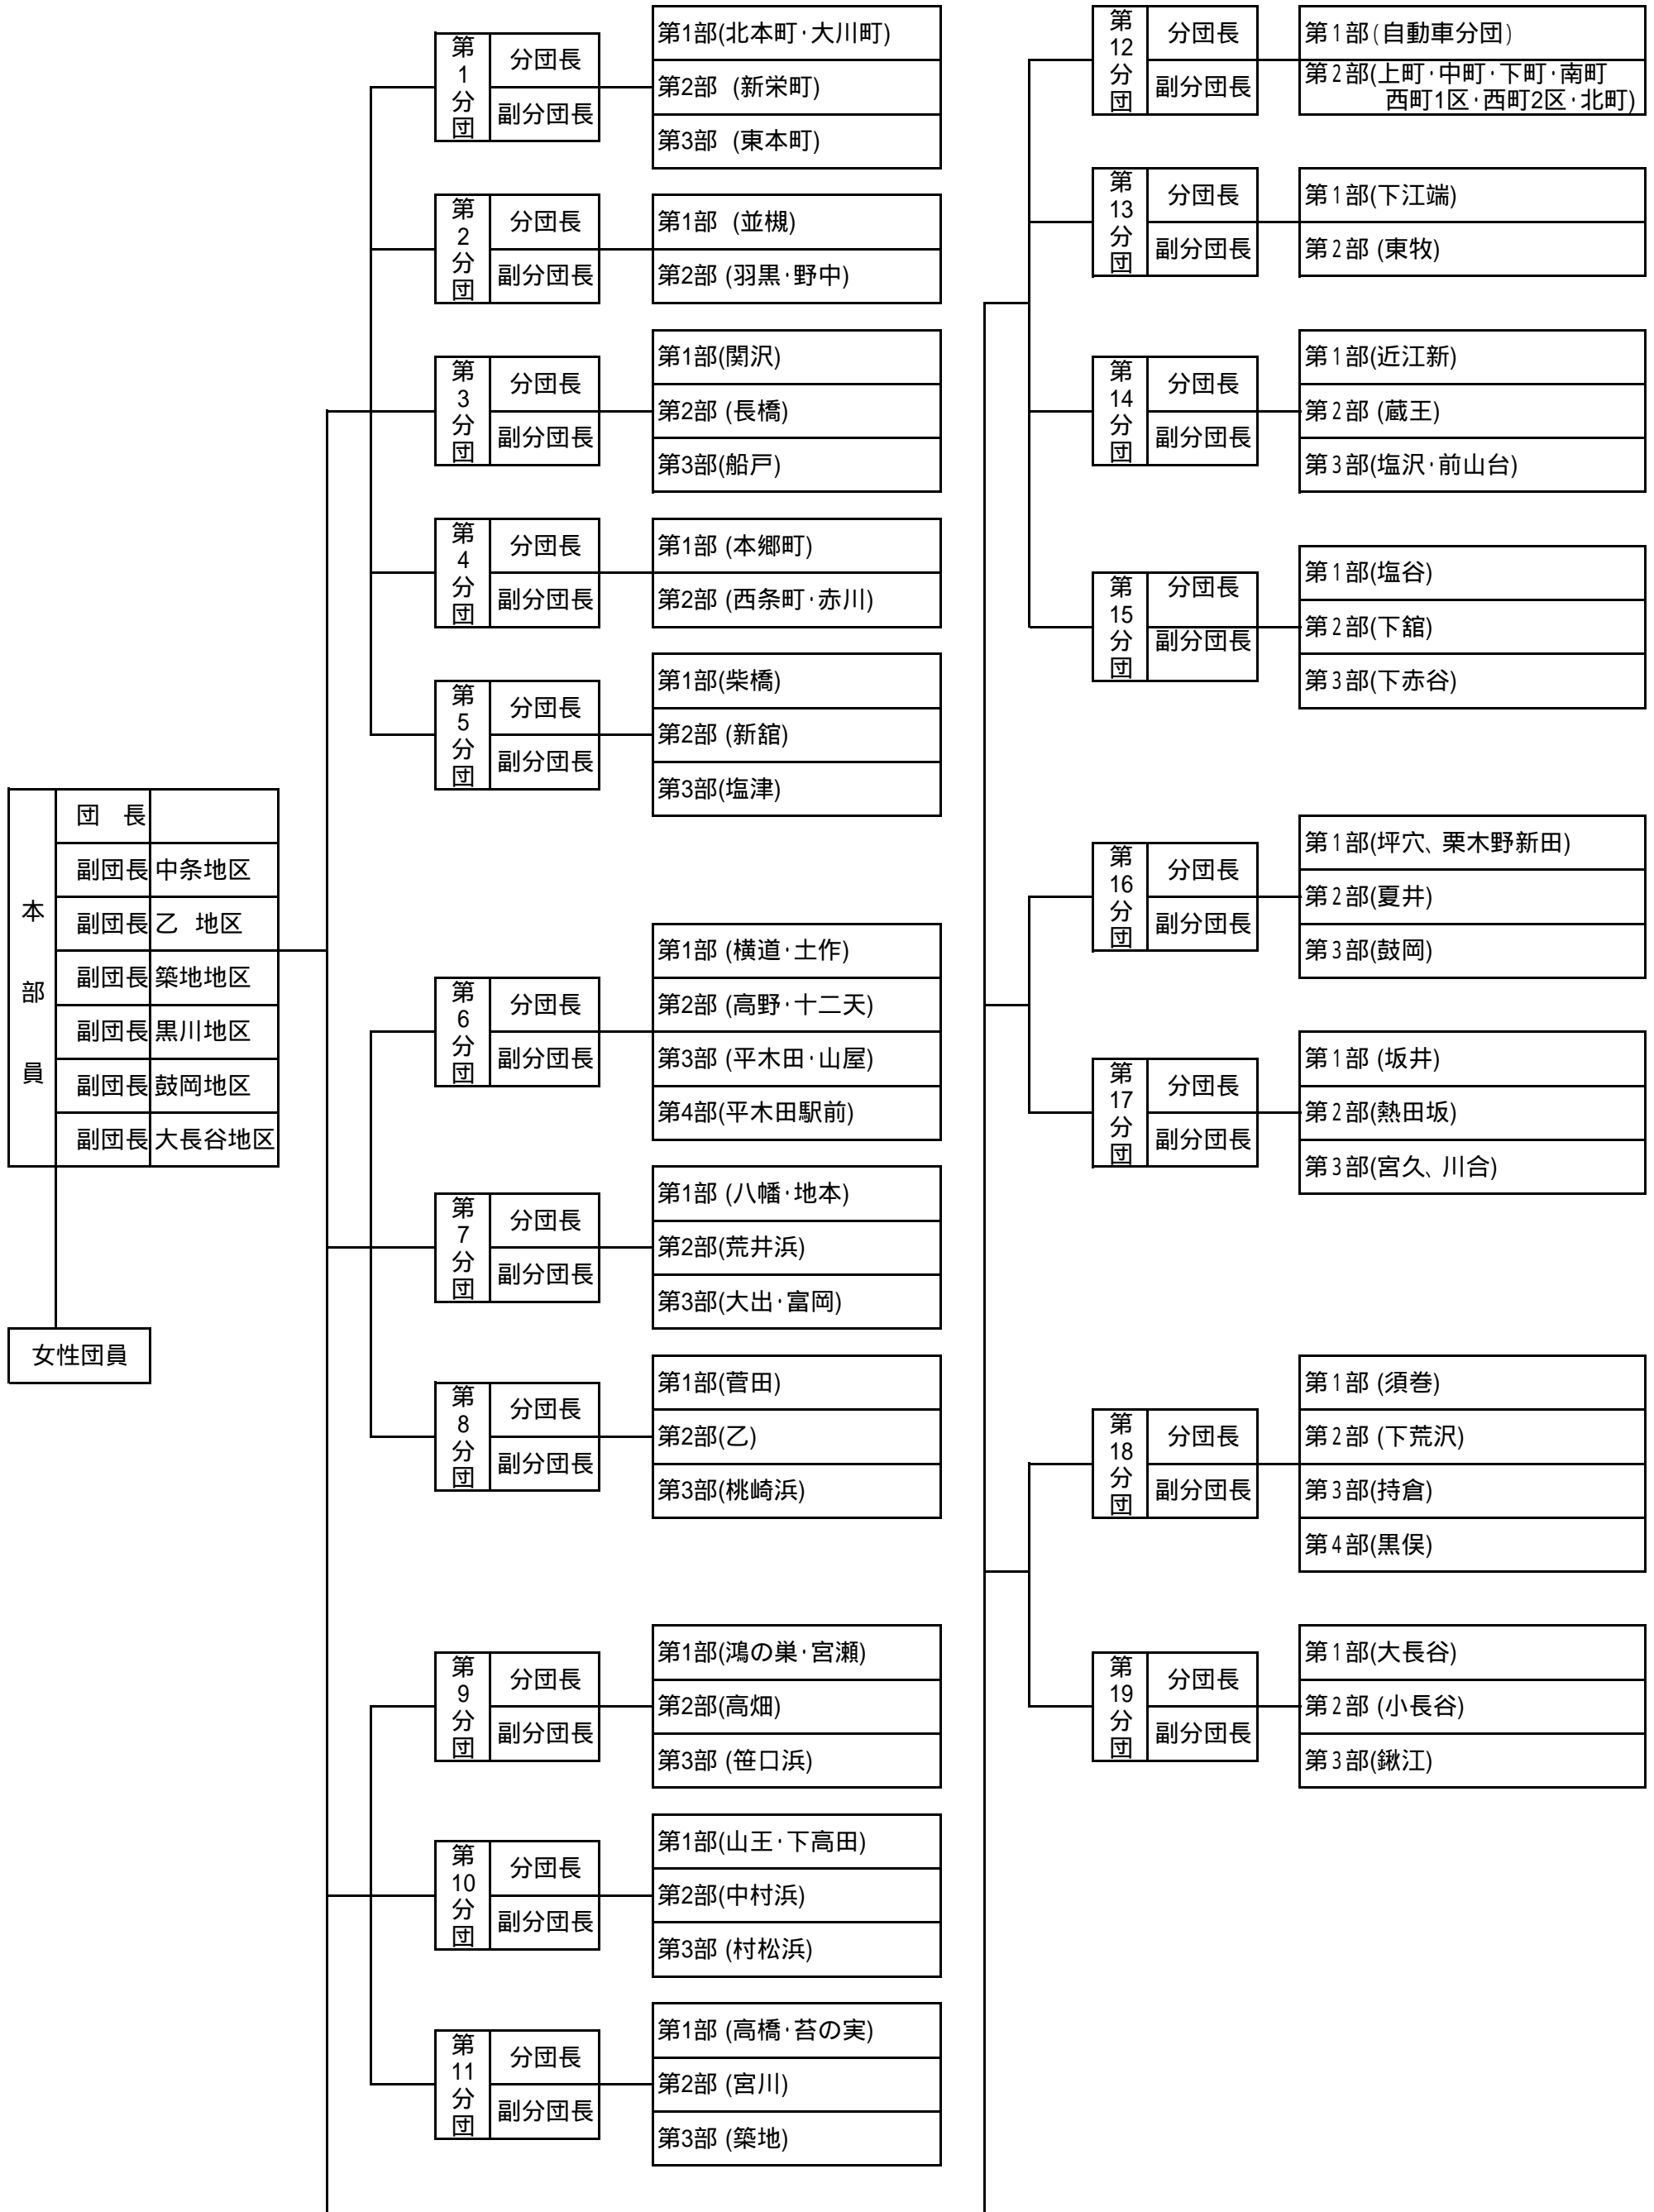 本部員
団　長
副団長 中条地区
副団長 乙　地区
副団長 築地地区
副団長 黒川地区
副団長 鼓岡地区
副団長 大長谷地区
女性団員
第1分団
分団長
副分団長
第1部(北本町･大川町)
第2部 (新栄町)
第3部 (東本町)
第2分団
分団長
副分団長
第1部 (並槻)
第2部 (羽黒･野中)
第3分団
分団長
副分団長
第1部(関沢)
第2部 (長橋)
第3部(船戸)
第4分団
分団長
副分団長
第1部 (本郷町)
第2部 (西条町･赤川)
第5分団
分団長
副分団長
第1部(柴橋)
第2部 (新舘)
第3部(塩津)
第6分団
分団長
副分団長
第1部 (横道･土作)
第2部 (高野･十二天)
第3部 (平木田･山屋)
第4部(平木田駅前)
第7分団
分団長
副分団長
第1部 (八幡･地本)
第2部(荒井浜)
第3部(大出･富岡)
第8分団
分団長
副分団長
第1部(菅田)
第2部(乙)
第3部(桃崎浜)
第9分団
分団長
副分団長
第1部(鴻の巣･宮瀬)
第2部(高畑)
第3部 (笹口浜)
第10分団
分団長
副分団長
第1部(山王･下高田)
第2部(中村浜)
第3部 (村松浜)
第11分団
分団長
副分団長
第1部 (高橋･苔の実)
第2部 (宮川)
第3部 (築地)
第12分団
分団長
副分団長
第1部(自動車分団)
第2部(上町･中町･下町･南町
西町1区･西町2区･北町)
第13分団
分団長
副分団長
第1部(下江端)
第2部 (東牧)
第14分団
分団長
副分団長
第1部(近江新)
第2部 (蔵王)
第3部(塩沢･前山台)
第15分団
分団長
副分団長
第1部(塩谷)
第2部(下舘)
第3部(下赤谷)
第16分団
分団長
副分団長
第1部(坪穴、栗木野新田)
第2部(夏井)
第3部(鼓岡)
第17分団
分団長
副分団長
第1部 (坂井)
第2部(熱田坂)
第3部(宮久、川合)
第18分団
分団長
副分団長
第1部 (須巻)
第2部 (下荒沢)
第3部(持倉)
第4部(黒俣)
第19分団
分団長
副分団長
第1部(大長谷)
第2部 (小長谷)
第3部(鍬江)